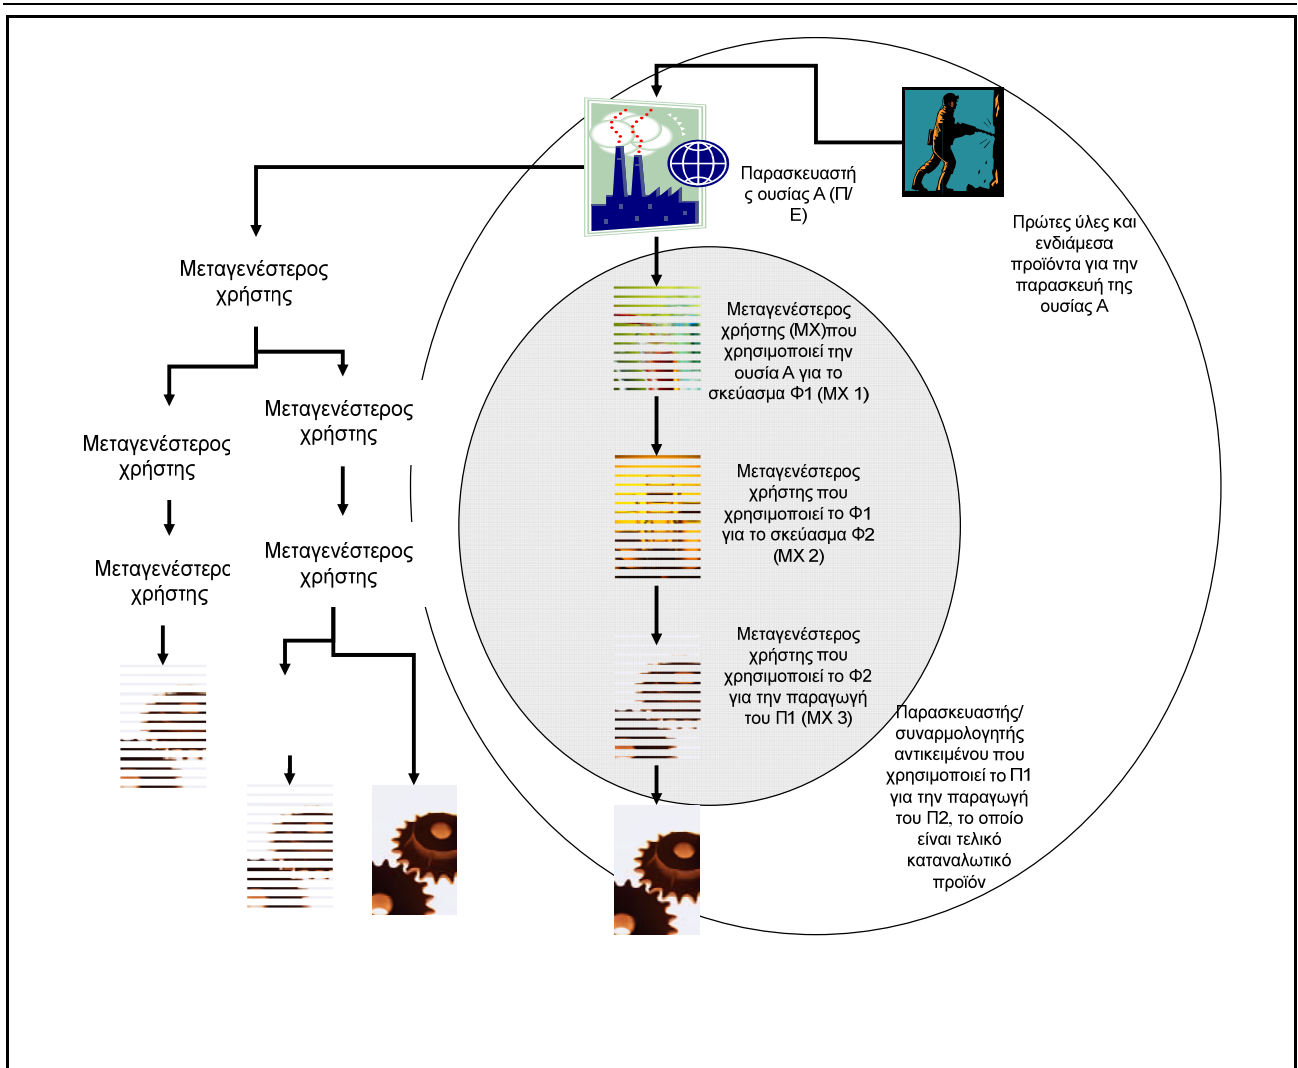 Παρασκευαστή
ς ουσίας Α (Π/
Ε)
Πρώτες ύλες και
ενδιάμεσα
προϊόντα για την
παρασκευή της
ουσίας Α
Μεταγενέστερος
χρήστης
Μεταγενέστερος
χρήστης (ΜΧ)που
χρησιμοποιεί την
ουσία Α για το
σκεύασμα Φ1 (ΜΧ 1)
Μεταγενέστερος
χρήστης
Μεταγενέστερος
χρήστης
Μεταγενέστερος
χρήστης που
χρησιμοποιεί το Φ1
για το σκεύασμα Φ2
(ΜΧ 2)
Μεταγενέστερος
χρήστης
Μεταγενέστερο
χρήστης
Μεταγενέστερος
χρήστης που
χρησιμοποιεί το Φ2
για την παραγωγή
του Π1 (ΜΧ 3)
Παρασκευαστής/
συναρμολογητής
αντικειμένου που
χρησιμοποιεί το Π1
για την παραγωγή
του Π2, το οποίο
είναι τελικό
καταναλωτικό
προϊόν